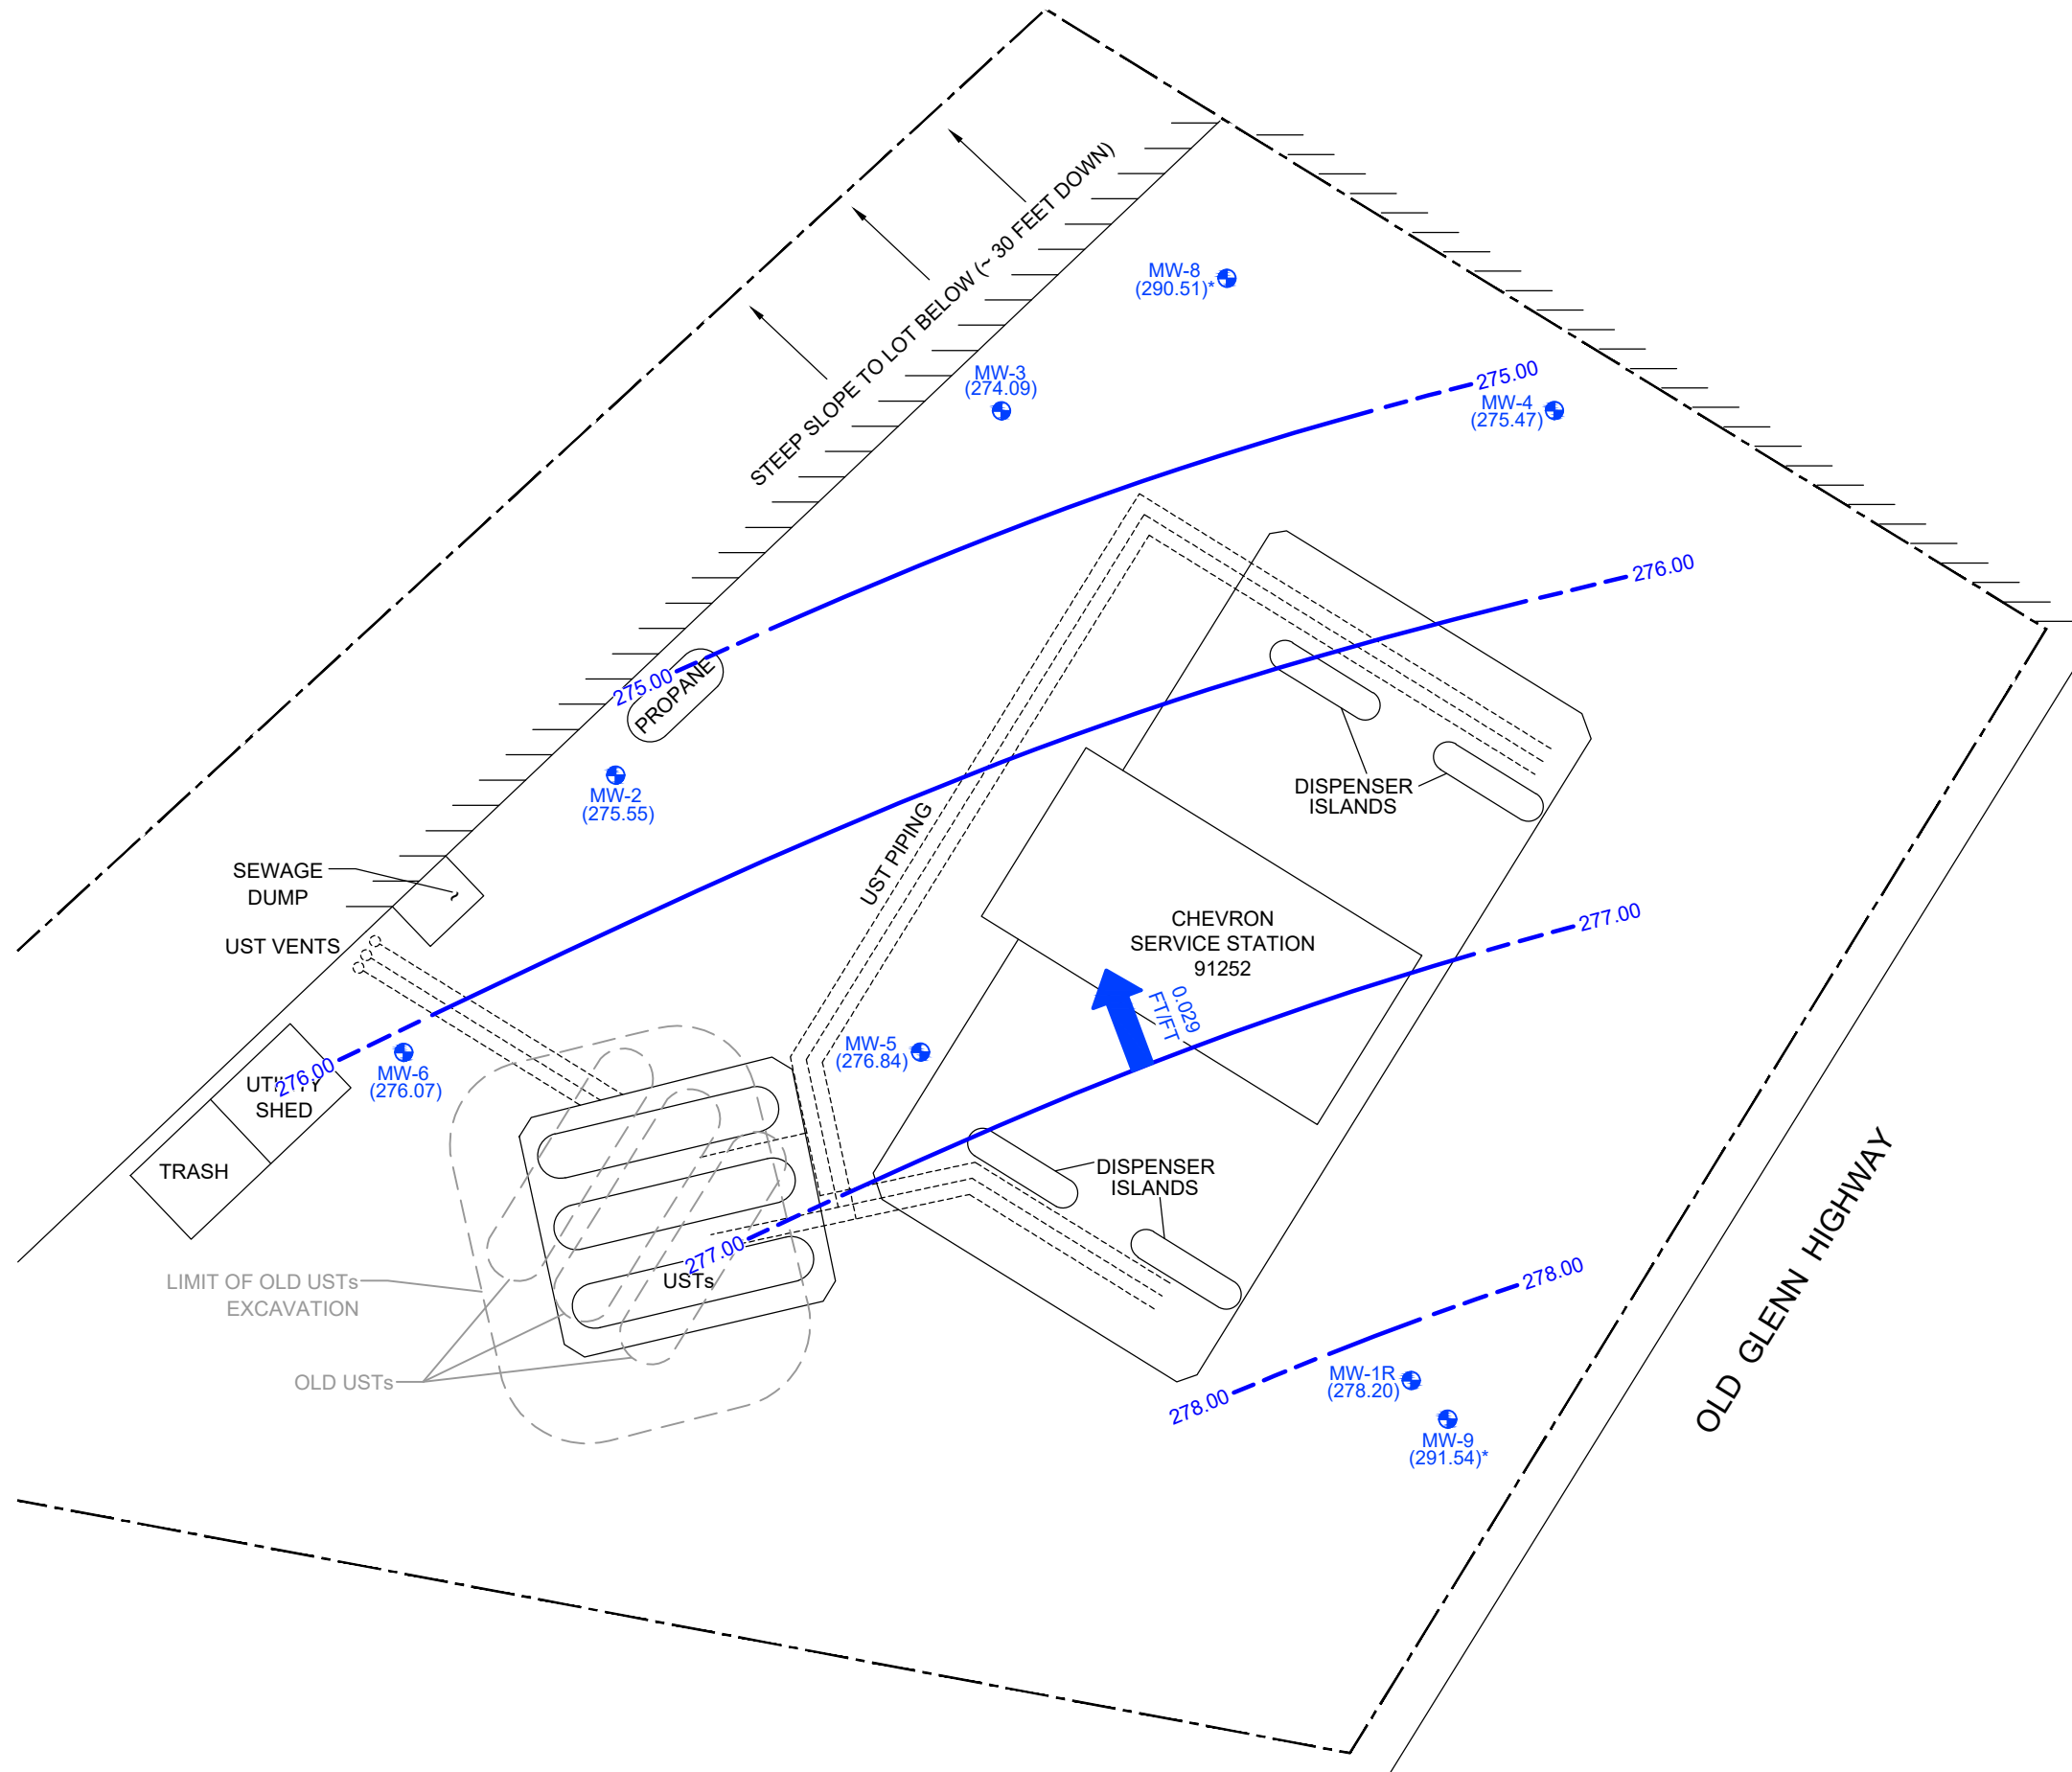 STEEP SLOPE TO LOT BELOW (~ 30 FEET DOWN)
MW-8
(290.51)*
MW-3
(274.09)
275.00
MW-4
(275.47)
276.00
275.00
PROPANE
MW-2
(275.55)
DISPENSER
ISLANDS
UST PIPING
SEWAGE
DUMP
~
UST VENTS
CHEVRON
SERVICE STATION
91252
277.00
0.029
FT/FT
MW-5
(276.84)
276.00
MW-6
(276.07)
UTILITY
SHED
TRASH
DISPENSER
ISLANDS
277.00
USTs
LIMIT OF OLD USTs
EXCAVATION
OLD USTs
278.00
278.00
MW-1R
(278.20)
MW-9
(291.54)*
OLD GLENN HIGHWAY